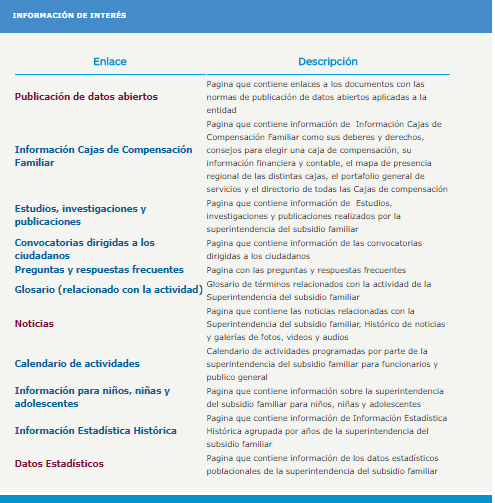 INFORMACIÓN DE INTERÉS
Enlace Descripción
Publicación de datos abiertos
Pagina que contiene enlaces a los documentos con las
normas de publicación de datos abiertos aplicadas a la
entidad
Información Cajas de Compensación
Familiar
Pagina que contiene información de Información Cajas de
Compensación Familiar como sus deberes y derechos,
consejos para elegir una caja de compensación, su
información financiera y contable, el mapa de presencia
regional de las distintas cajas, el portafolio general de
servicios y el directorio de todas las Cajas de compensación
Estudios, investigaciones y
publicaciones
Pagina que contiene información de Estudios,
investigaciones y publicaciones realizados por la
superintendencia del subsidio familiar
Convocatorias dirigidas a los
ciudadanos
Pagina que contiene información de las convocatorias
dirigidas a los ciudadanos
Preguntas y respuestas frecuentes
Pagina con las preguntas y respuestas frecuentes
Glosario (relacionado con la actividad)
Glosario de términos relacionados con la actividad de la
Superintendencia del subsidio familiar
Noticias
Pagina que contiene las noticias relacionadas con la
Superintendencia del subsidio familiar, Histórico de noticias
y galerías de fotos, videos y audios
Calendario de actividades
Calendario de actividades programadas por parte de la
superintendencia del subsidio familiar para funcionarios y
publico general
Información para niños, niñas y
adolescentes
Pagina que contiene información sobre la superintendencia
del subsidio familiar para niños, niñas y adolescentes
Información Estadística Histórica
Pagina que contiene información de Información Estadística
Histórica agrupada por años de la superintendencia del
subsidio familiar
Datos Estadísticos
Pagina que contiene información de los datos estadísticos
poblacionales de la superintendencia del subsidio familiar